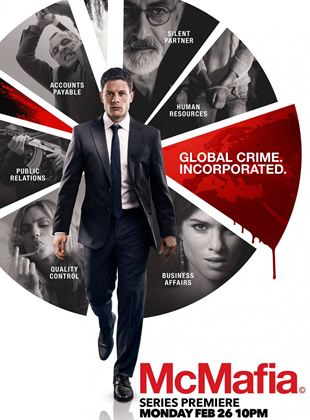 SILENT
PARTNER
ACCOUNTS
PAYABLE
HUMAN
RESOURCES
PUBLIC
RELATIONS
GLOBAL CRIME.
INCORPORATED.
QUALITY
CONTROL
BUSINESS
AFFAIRS
McMafia©
SERIES PREMIERE
MONDAY FEB 26 10PM